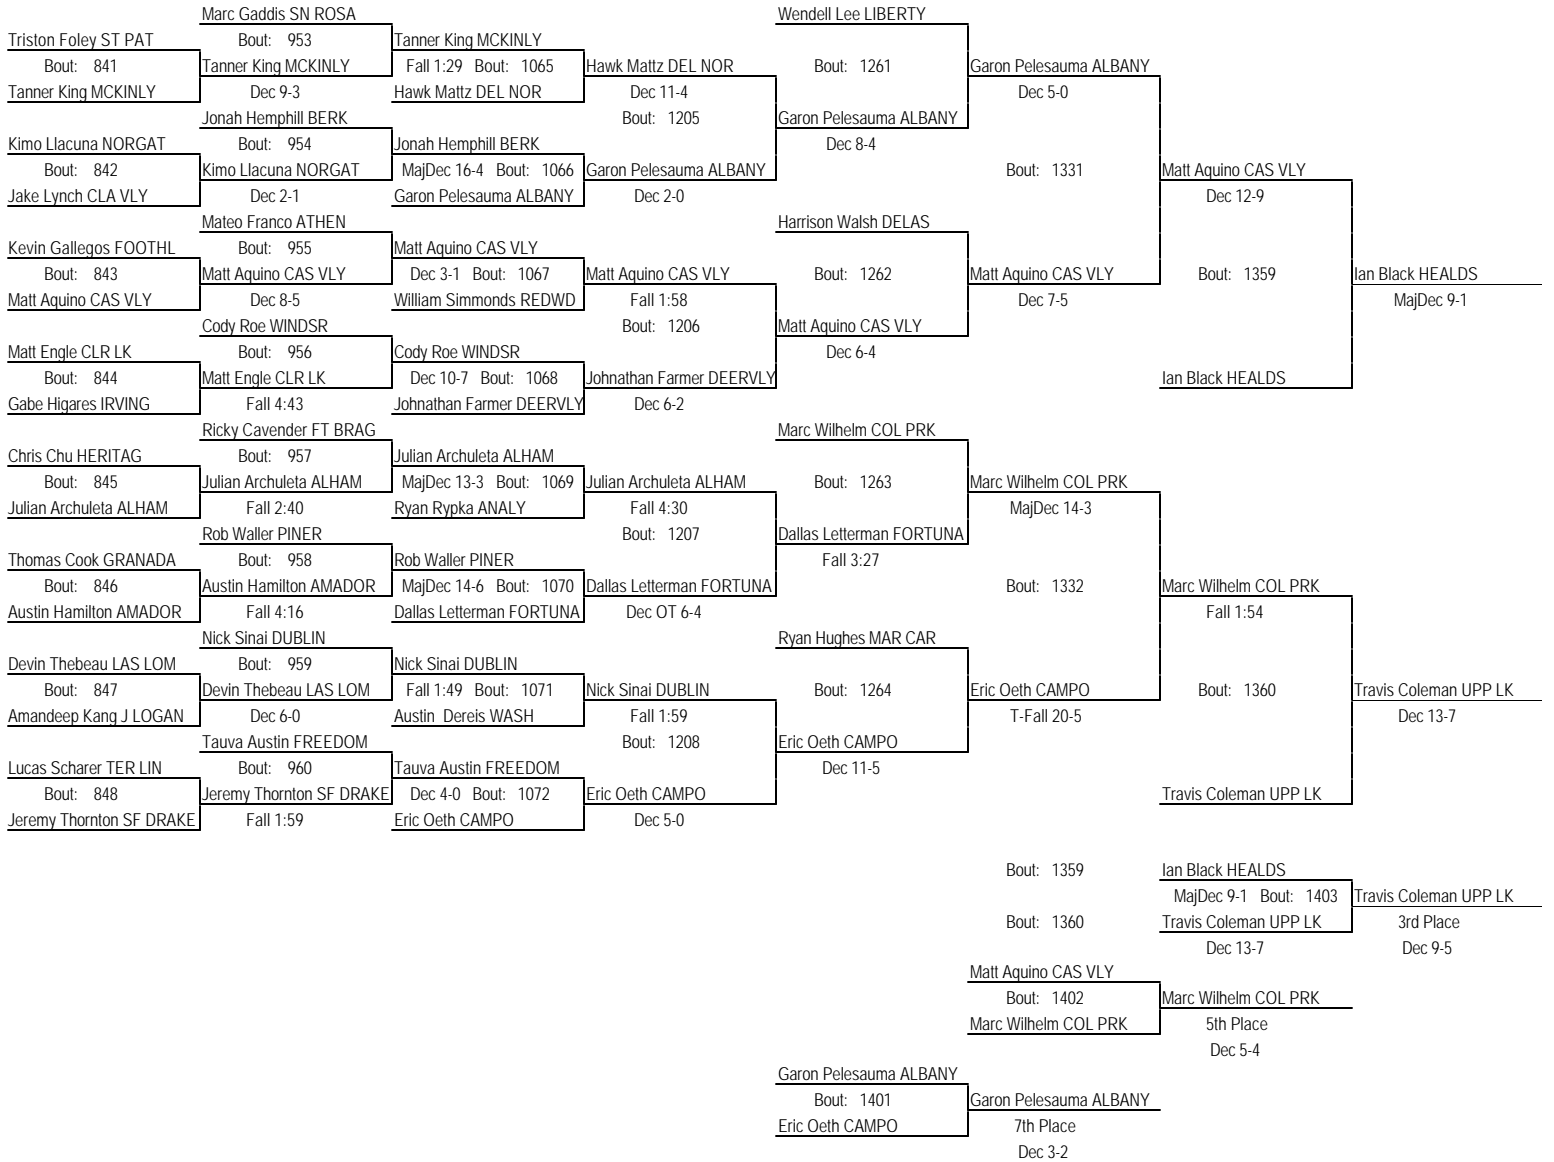 Marc Gaddis SN ROSA Wendell Lee LIBERTY
Triston Foley ST PAT Bout: 953 Tanner King MCKINLY
Bout: 841 Tanner King MCKINLY Fall 1:29 Bout: 1065 Hawk Mattz DEL NOR Bout: 1261 Garon Pelesauma ALBANY
Tanner King MCKINLY Dec 9-3 Hawk Mattz DEL NOR Dec 11-4 Dec 5-0
Jonah Hemphill BERK Bout: 1205 Garon Pelesauma ALBANY
Kimo Llacuna NORGAT Bout: 954 Jonah Hemphill BERK Dec 8-4
Bout: 842 Kimo Llacuna NORGAT MajDec 16-4 Bout: 1066 Garon Pelesauma ALBANY Bout: 1331 Matt Aquino CAS VLY
Jake Lynch CLA VLY Dec 2-1 Garon Pelesauma ALBANY Dec 2-0 Dec 12-9
Mateo Franco ATHEN Harrison Walsh DELAS
Kevin Gallegos FOOTHL Bout: 955 Matt Aquino CAS VLY
Bout: 843 Matt Aquino CAS VLY Dec 3-1 Bout: 1067 Matt Aquino CAS VLY Bout: 1262 Matt Aquino CAS VLY Bout: 1359 Ian Black HEALDS
Matt Aquino CAS VLY Dec 8-5 William Simmonds REDWD Fall 1:58 Dec 7-5 MajDec 9-1
Cody Roe WINDSR Bout: 1206 Matt Aquino CAS VLY
Matt Engle CLR LK Bout: 956 Cody Roe WINDSR Dec 6-4
Bout: 844 Matt Engle CLR LK Dec 10-7 Bout: 1068 Johnathan Farmer DEERVLY Ian Black HEALDS
Gabe Higares IRVING Fall 4:43 Johnathan Farmer DEERVLY Dec 6-2
Ricky Cavender FT BRAG Marc Wilhelm COL PRK
Chris Chu HERITAG Bout: 957 Julian Archuleta ALHAM
Bout: 845 Julian Archuleta ALHAM MajDec 13-3 Bout: 1069 Julian Archuleta ALHAM Bout: 1263 Marc Wilhelm COL PRK
Julian Archuleta ALHAM Fall 2:40 Ryan Rypka ANALY Fall 4:30 MajDec 14-3
Rob Waller PINER Bout: 1207 Dallas Letterman FORTUNA
Thomas Cook GRANADA Bout: 958 Rob Waller PINER Fall 3:27
Bout: 846 Austin Hamilton AMADOR MajDec 14-6 Bout: 1070 Dallas Letterman FORTUNA Bout: 1332 Marc Wilhelm COL PRK
Austin Hamilton AMADOR Fall 4:16 Dallas Letterman FORTUNA Dec OT 6-4 Fall 1:54
Nick Sinai DUBLIN Ryan Hughes MAR CAR
Devin Thebeau LAS LOM Bout: 959 Nick Sinai DUBLIN
Bout: 847 Devin Thebeau LAS LOM Fall 1:49 Bout: 1071 Nick Sinai DUBLIN Bout: 1264 Eric Oeth CAMPO Bout: 1360 Travis Coleman UPP LK
Amandeep Kang J LOGAN Dec 6-0 Austin Dereis WASH Fall 1:59 T-Fall 20-5 Dec 13-7
Tauva Austin FREEDOM Bout: 1208 Eric Oeth CAMPO
Lucas Scharer TER LIN Bout: 960 Tauva Austin FREEDOM Dec 11-5
Bout: 848 Jeremy Thornton SF DRAKE Dec 4-0 Bout: 1072 Eric Oeth CAMPO Travis Coleman UPP LK
Jeremy Thornton SF DRAKE Fall 1:59 Eric Oeth CAMPO Dec 5-0
Bout: 1359 Ian Black HEALDS
MajDec 9-1 Bout: 1403 Travis Coleman UPP LK
Bout: 1360 Travis Coleman UPP LK 3rd Place
Dec 13-7 Dec 9-5
Matt Aquino CAS VLY
Bout: 1402 Marc Wilhelm COL PRK
Marc Wilhelm COL PRK 5th Place
Dec 5-4
Garon Pelesauma ALBANY
Bout: 1401 Garon Pelesauma ALBANY
Eric Oeth CAMPO 7th Place
Dec 3-2